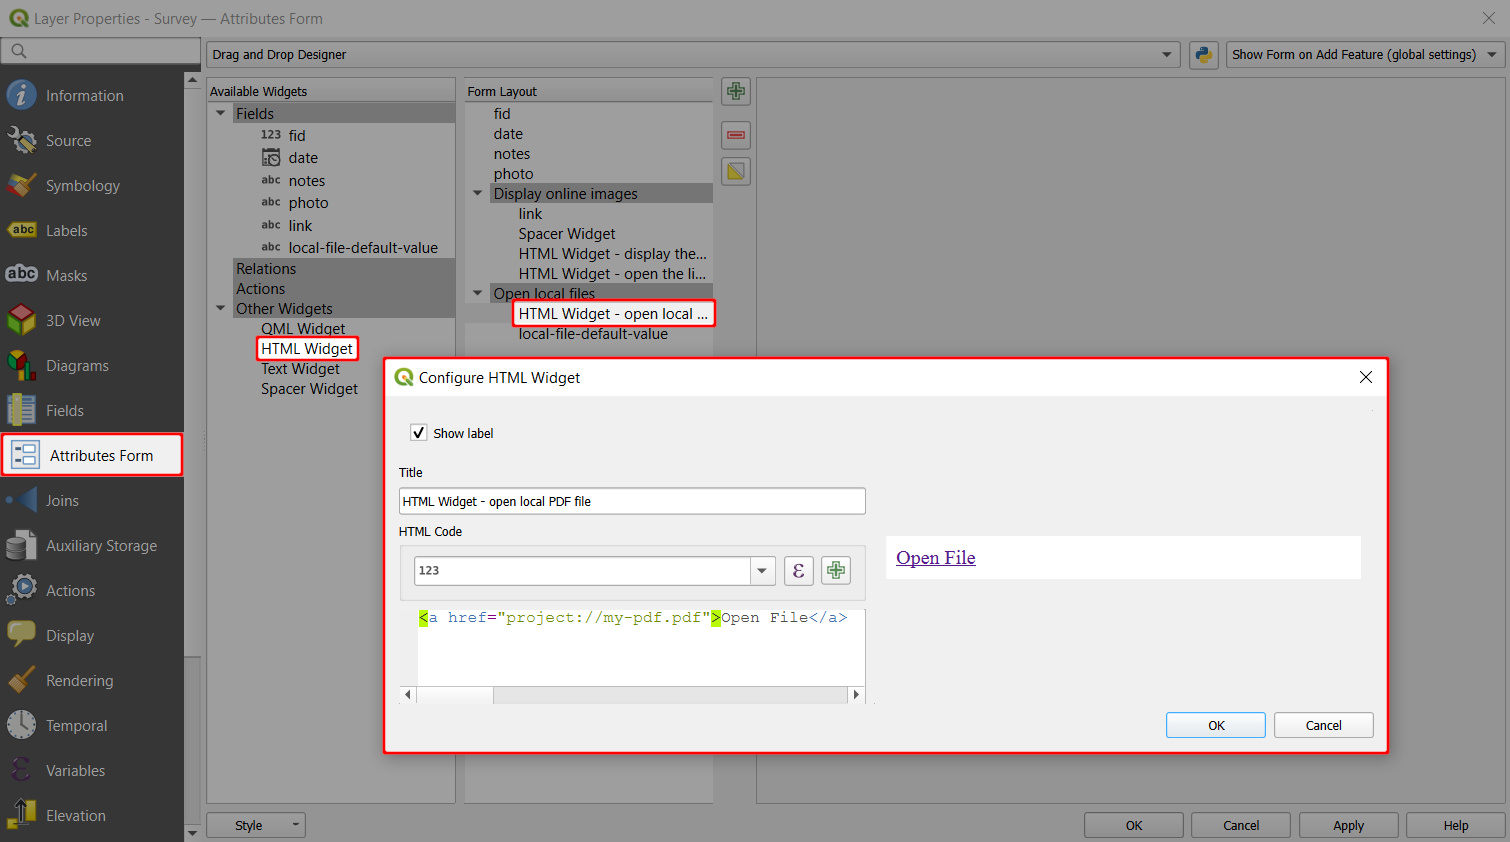 Layer Properties - Survey — Attributes Form
Information
Source
Symbology
abc Labels
abc Masks
3D View
Diagrams
Fields
Attributes Form
Joins
Auxiliary Storage
Actions
Display
Rendering
Temporal
ε Variables
Elevation
Drag and Drop Designer
Show Form on Add Feature (global settings)
Available Widgets
Fields
123 fid
date
abc notes
abc photo
abc link
abc local-file-default-value
Relations
Actions
Other Widgets
QML Widget
HTML Widget
Text Widget
Spacer Widget
Form Layout
fid
date
notes
photo
Display online images
link
Spacer Widget
HTML Widget - display the...
HTML Widget - open the li...
Open local files
HTML Widget - open local ...
local-file-default-value
Configure HTML Widget
Show label
Title
HTML Widget - open local PDF file
HTML Code
123
ε
<a href="project://my-pdf.pdf">Open File</a>
Open File
OK
Cancel
Style
OK
Cancel
Apply
Help